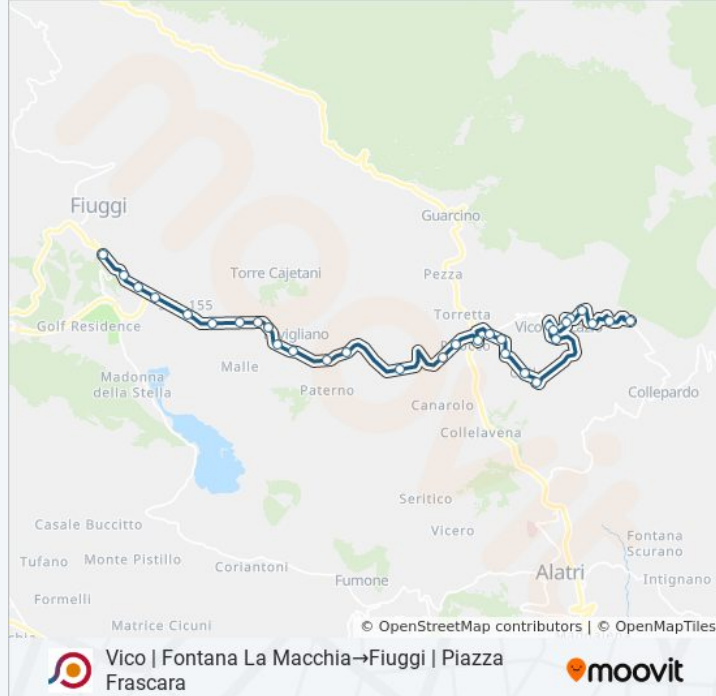 Fiuggi
Guarcino
Torre Cajetani
Pezza
155
Torretta
Golf Residence
Vico
Malle
Madonna
della Stella
Paterno
Collepardo
Canarolo
Collelavena
Seritico
Casale Buccitto
Vicero
Fontana
Scurano
Tufano
Monte Pistillo
Coriantoni
Alatri
Intignano
Fumone
Formelli
Matrice Cicuni
© OpenStreetMap contributors | © OpenMapTiles
Vico | Fontana La Macchia→Fiuggi | Piazza
Frascara
moovit